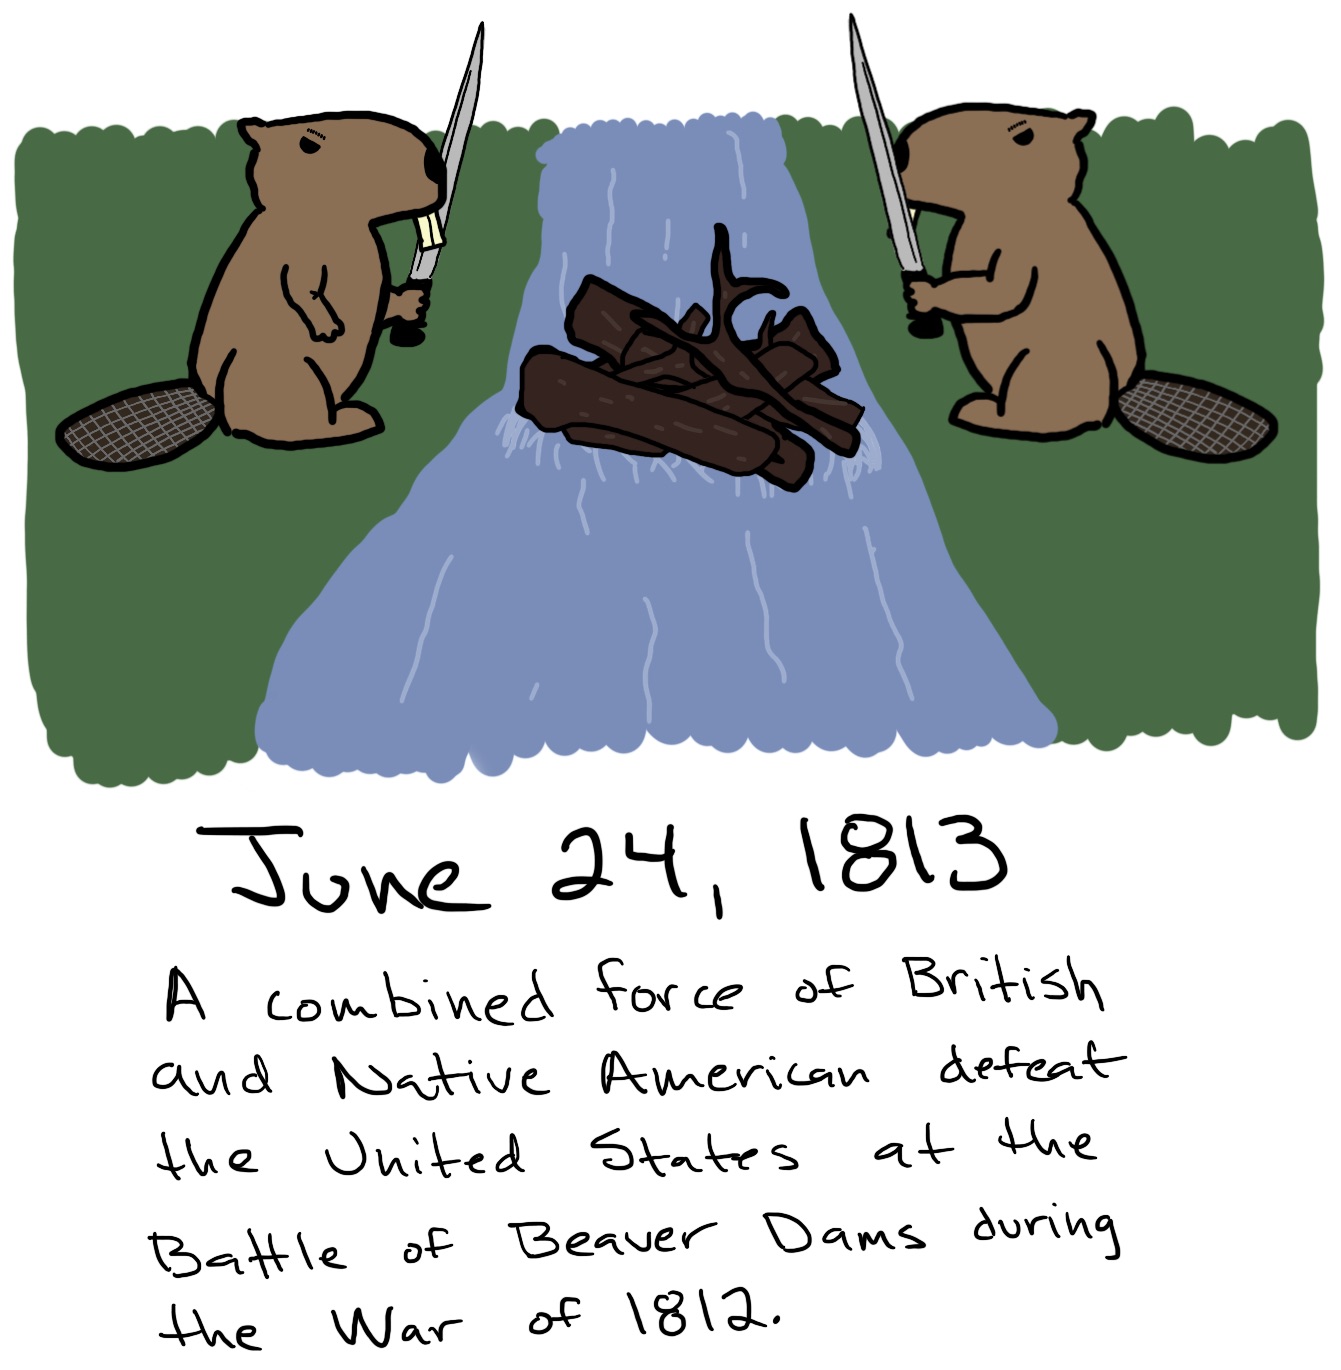 June 24, 1813
A combined force of British
and Native American defeat
the United States at the
Battle of Beaver Dams during
the War of 1812.